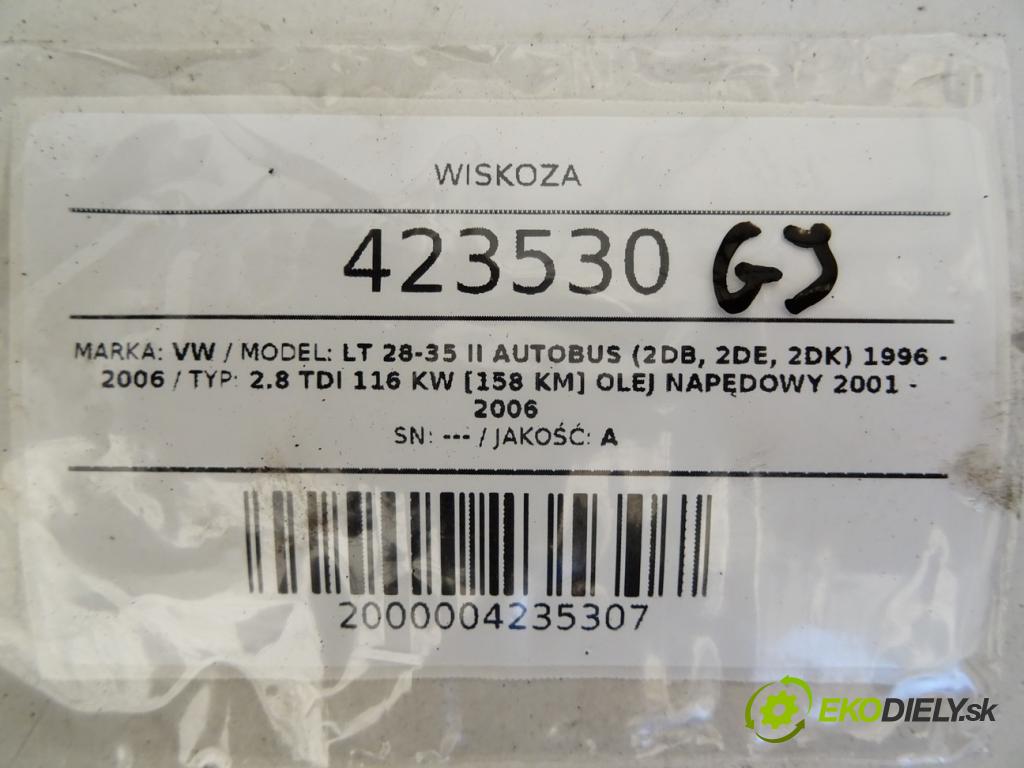 WISKOZA
423530 GJ
MARKA: VW / MODEL: LT 28-35 II AUTOBUS (2DB, 2DE, 2DK) 1996 -
2006 / TYP: 2.8 TDI 116 KW [158 KM] OLEJ NAPĘDOWY 2001 -
2006
SN: --- / JAKOŚĆ: A
2000004235307
EKODIELY.sk